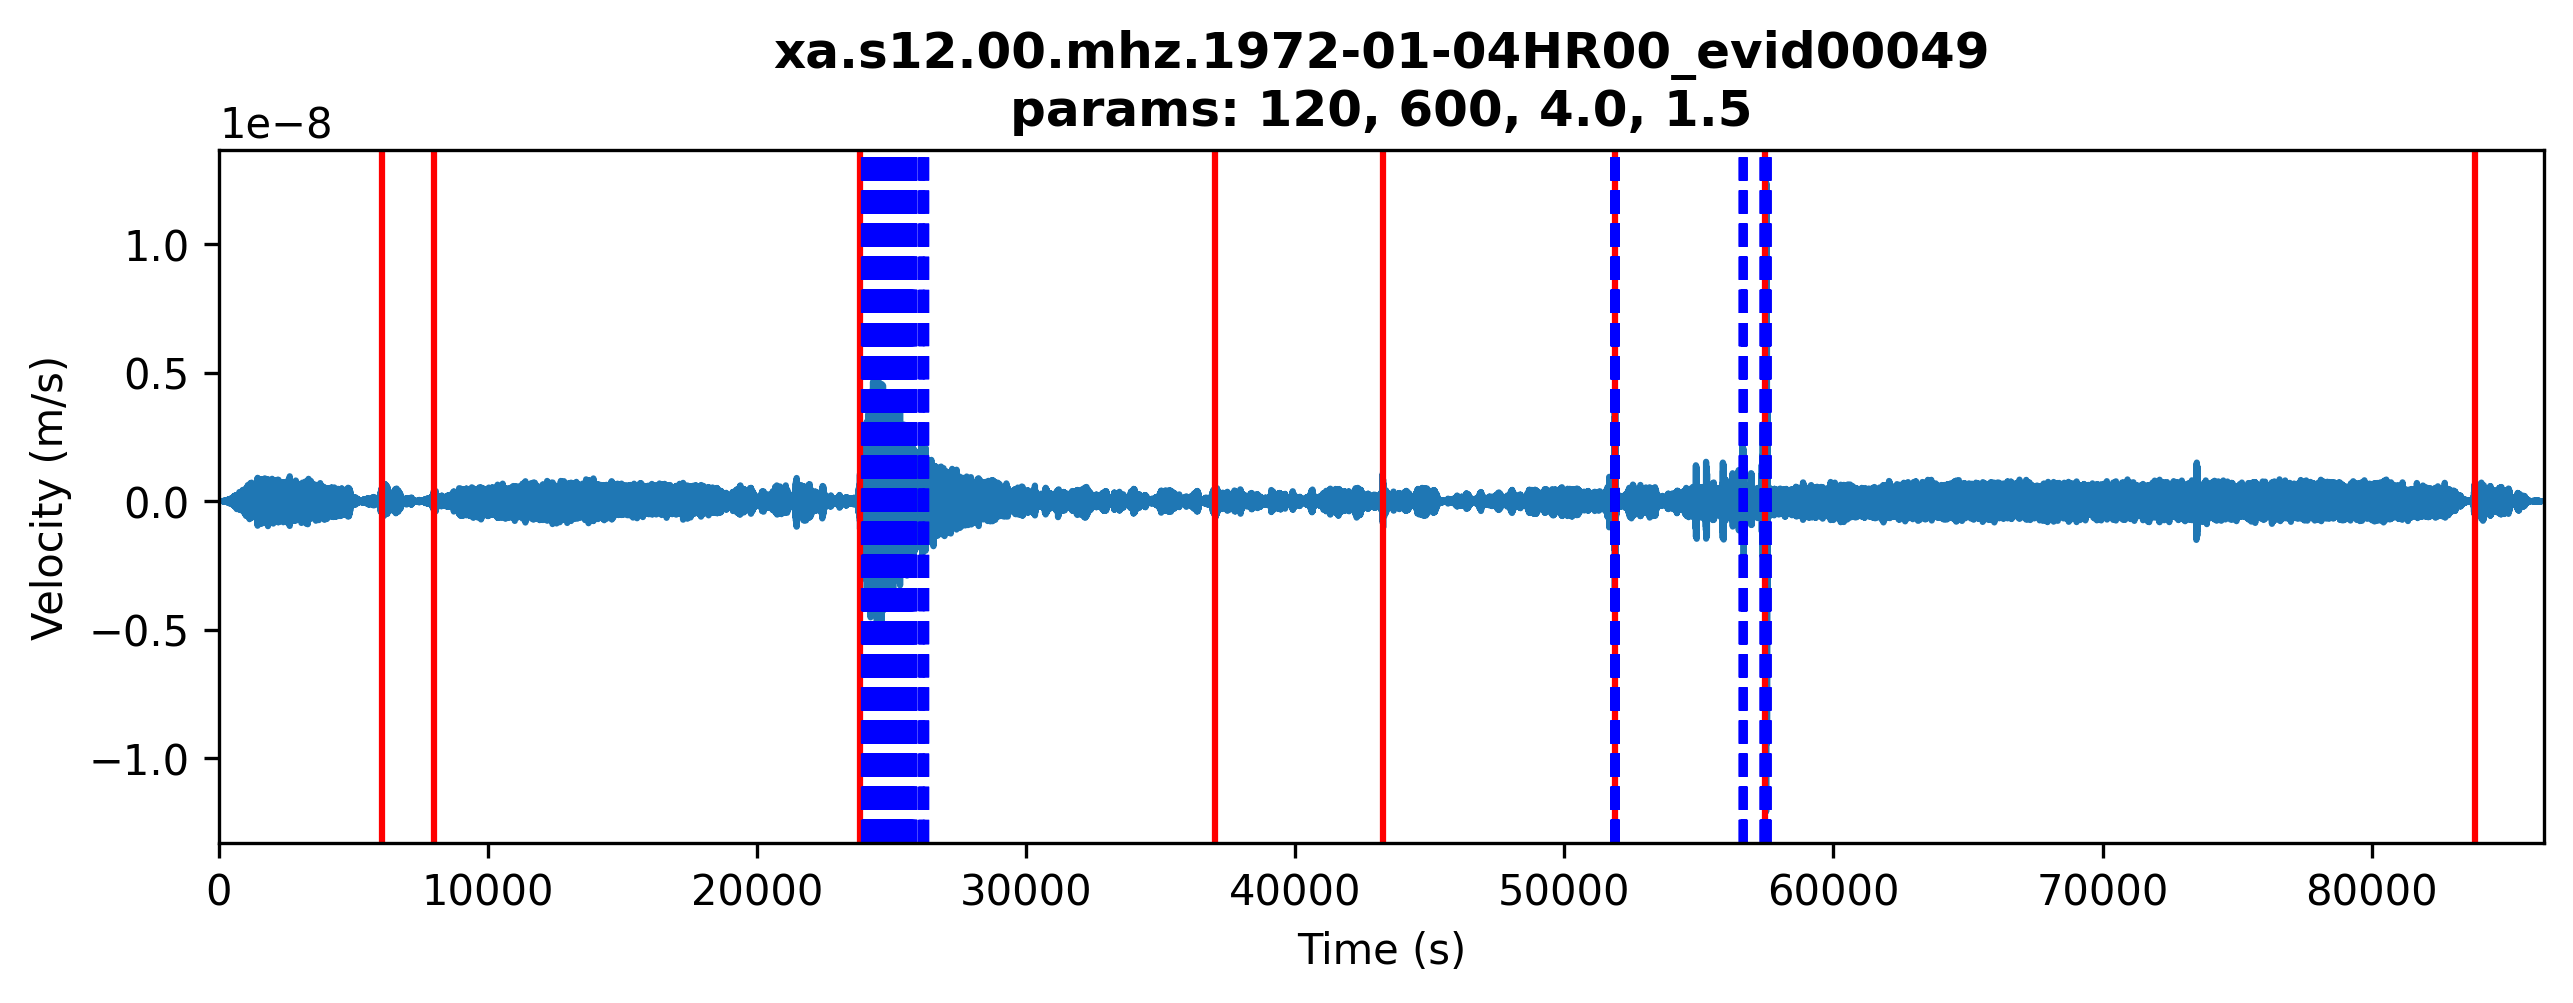 xa.s12.00.mhz.1972-01-04HR00_evid00049
params: 120, 600, 4.0, 1.5
1e−8
1.0
0.5
0.0
−0.5
−1.0
Velocity (m/s)
0 10000 20000 30000 40000 50000 60000 70000 80000
Time (s)